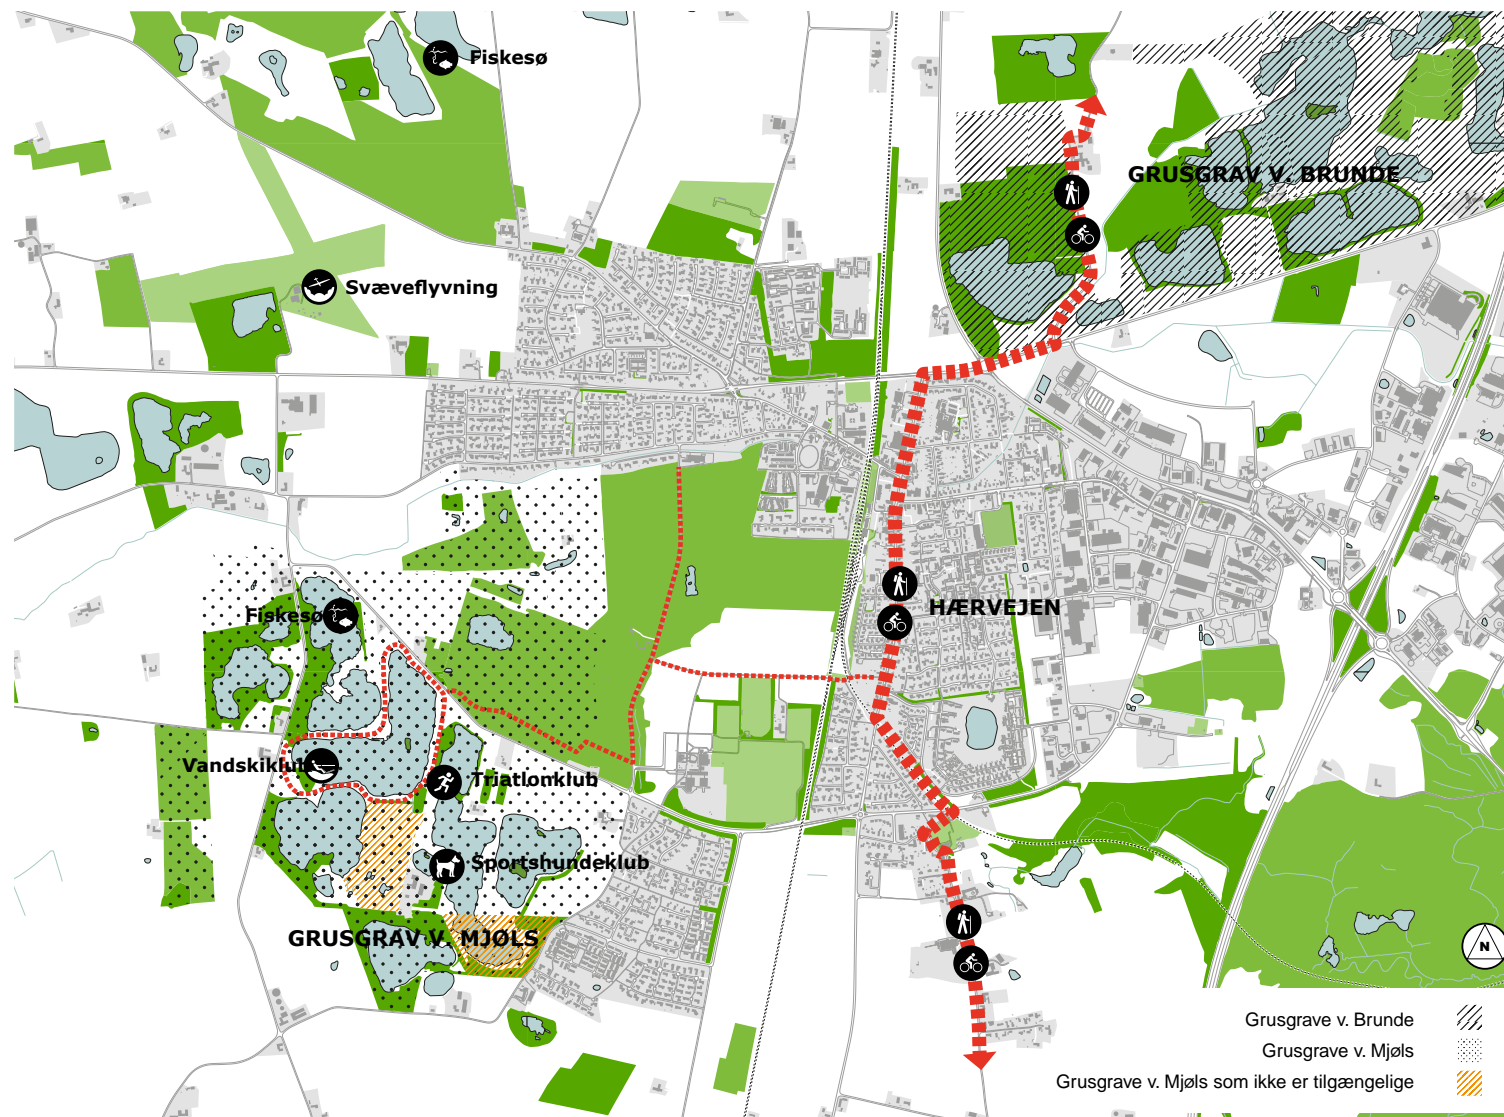 Fiskesø
GRUSGRAV V. BRUNDE
Svæveflyvning
Fiskesø
HÆRVEJEN
Vandskiklub
Triatlonklub
Sportshundeklub
GRUSGRAV V. MJØLS
N
Grusgrave v. Brunde
Grusgrave v. Mjøls
Grusgrave v. Mjøls som ikke er tilgængelige